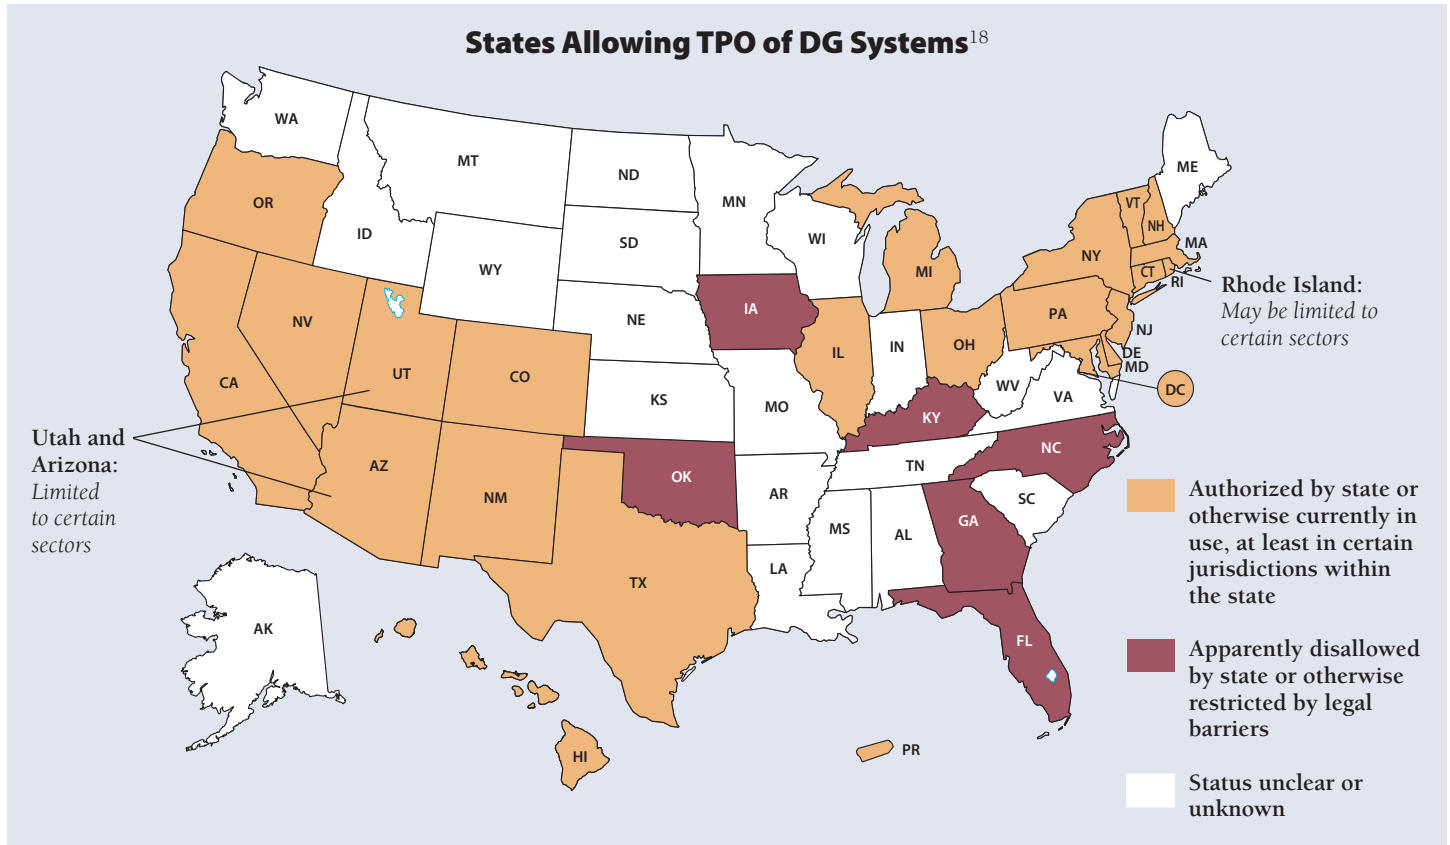 States Allowing TPO of DG Systems18
WA
MT
ND
MN
ME
OR
ID
WY
SD
WI
MI
VT
NH
NY
MA
CT
RI
Rhode Island:
May be limited to
certain sectors
NV
NE
IA
PA
NJ
CA
UT
CO
KS
MO
IL
IN
OH
DE
MD
WV
VA
DC
KY
Utah and
Arizona:
Limited
to certain
sectors
AZ
NM
OK
AR
TN
NC
SC
MS
AL
GA
TX
LA
FL
AK
HI
PR
Authorized by state or
otherwise currently in
use, at least in certain
jurisdictions within
the state
Apparently disallowed
by state or otherwise
restricted by legal
barriers
Status unclear or
unknown